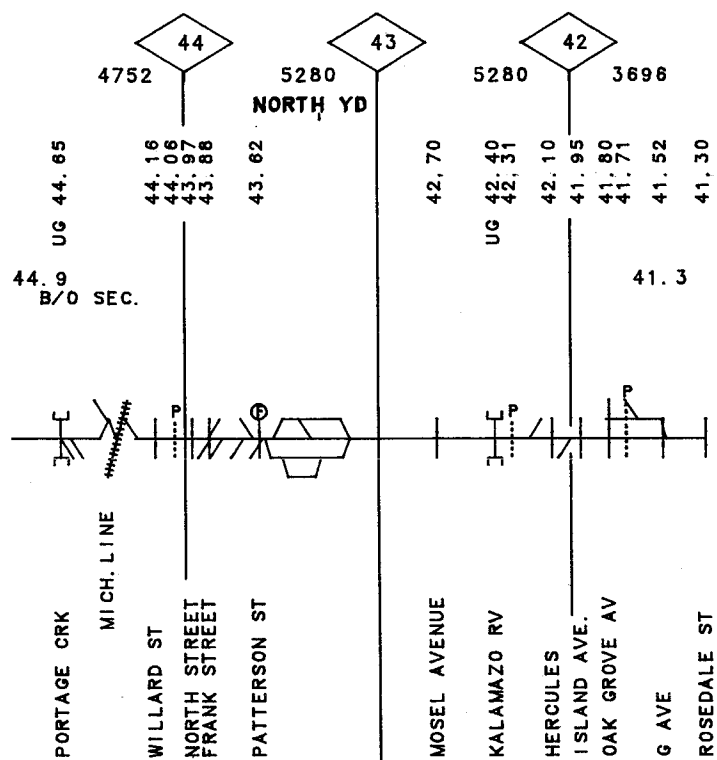 44
43
42
4752
5280
5280
3696
NORTH YD
UG 44.65
44.16
44.06
43.97
43.88
43.62
42,70
UG 42.40
42,31
42.10
41.95
41,80
41.71
41.52
41,30
44.9
B/O SEC.
41.3
P
F
P
P
PORTAGE CRK
MICH.LINE
WILLARD ST
NORTH STREET
FRANK STREET
PATTERSON ST
MOSEL AVENUE
KALAMAZO RV
HERCULES
ISLAND AVE.
OAK GROVE AV
G AVE
ROSEDALE ST